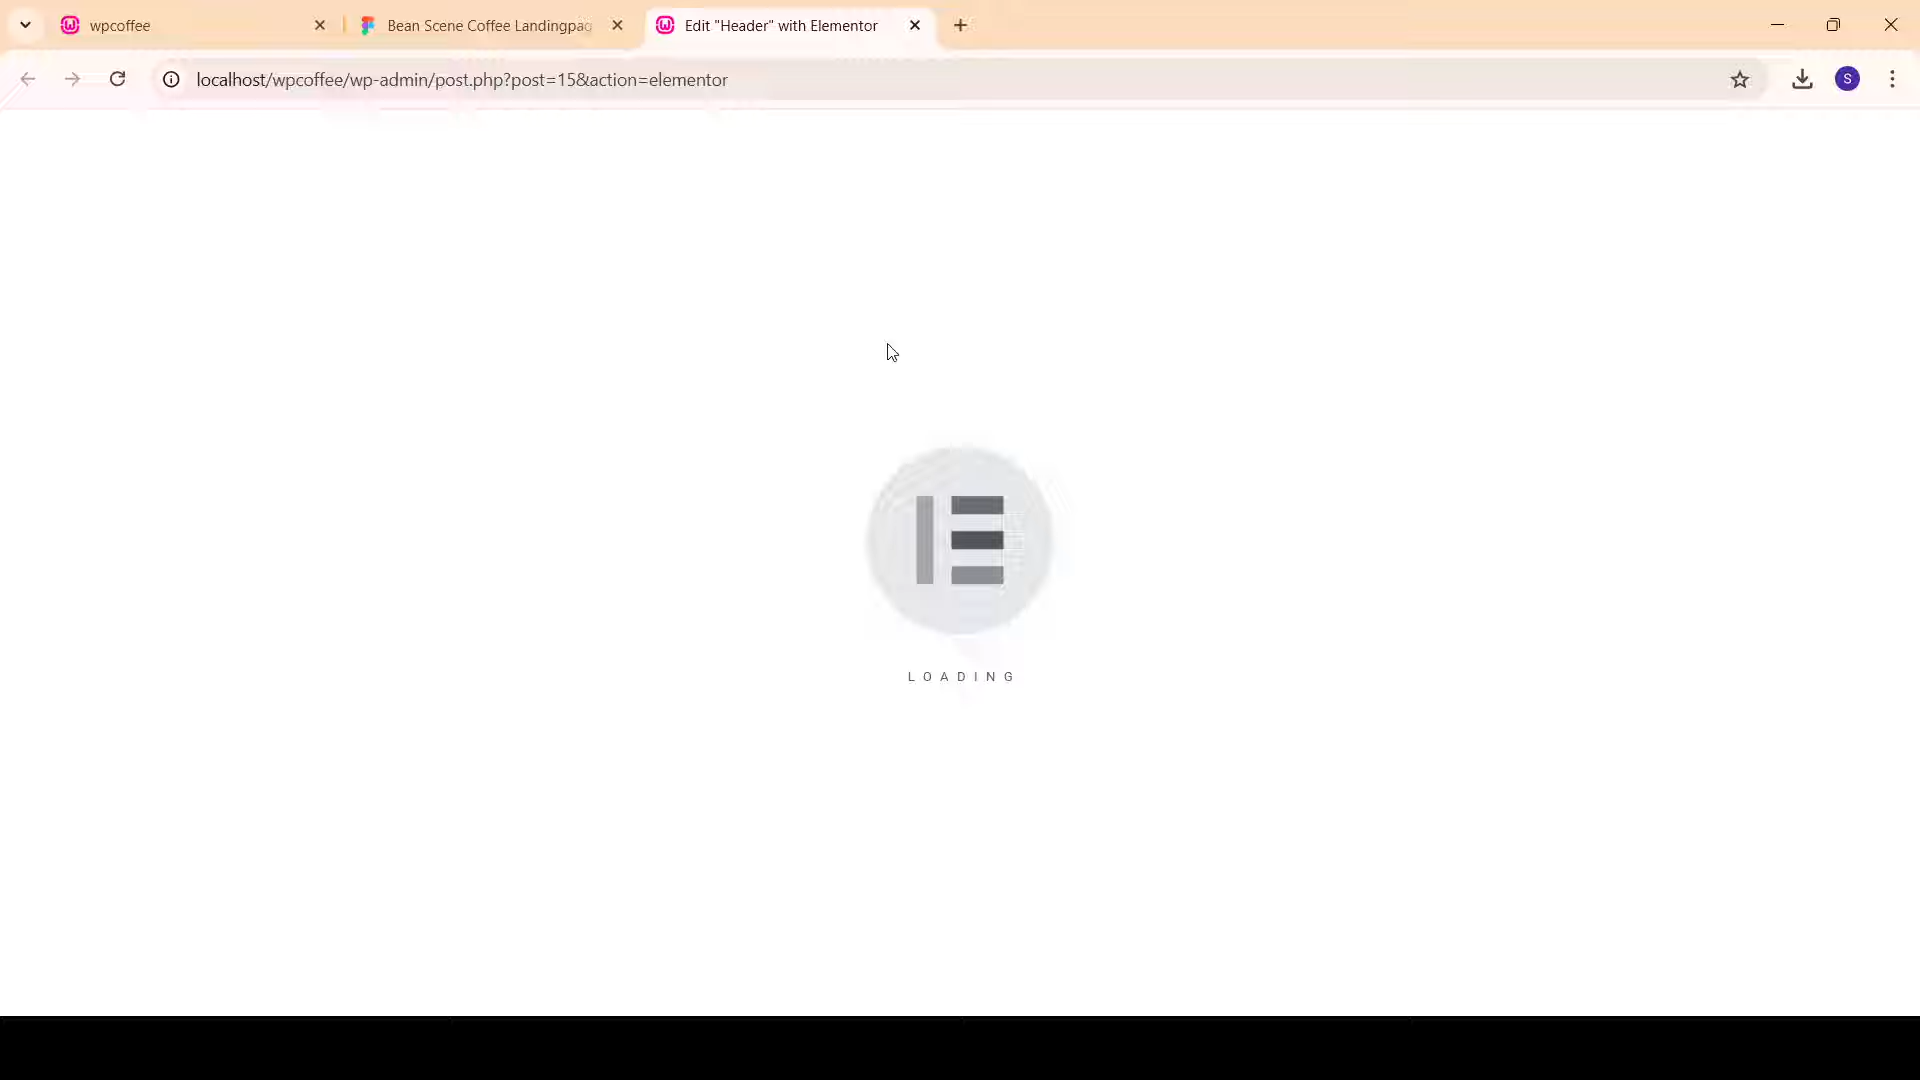 wpcoffee
Bean Scene Coffee Landingpag
Edit "Header" with Elementor
localhost/wpcoffee/wp-admin/post.php?post=15&action=elementor
S
LOADING